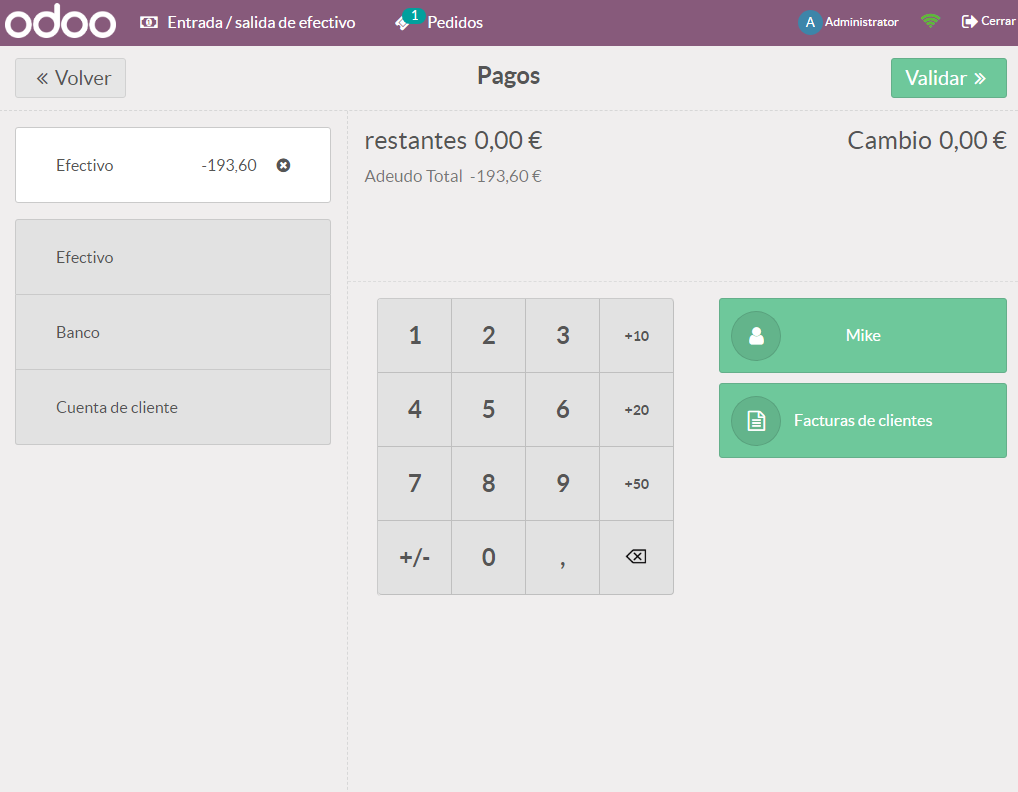 odoo
Entrada / salida de efectivo
1
Pedidos
A
Administrator
Cerrar
« Volver
Pagos
Validar »
Efectivo -193,60
restantes 0,00 €
Cambio 0,00 €
Adeudo Total -193,60 €
Efectivo
Banco
Cuenta de cliente
1 2 3 +10
4 5 6 +20
7 8 9 +50
+/- 0 ,
Mike
Facturas de clientes